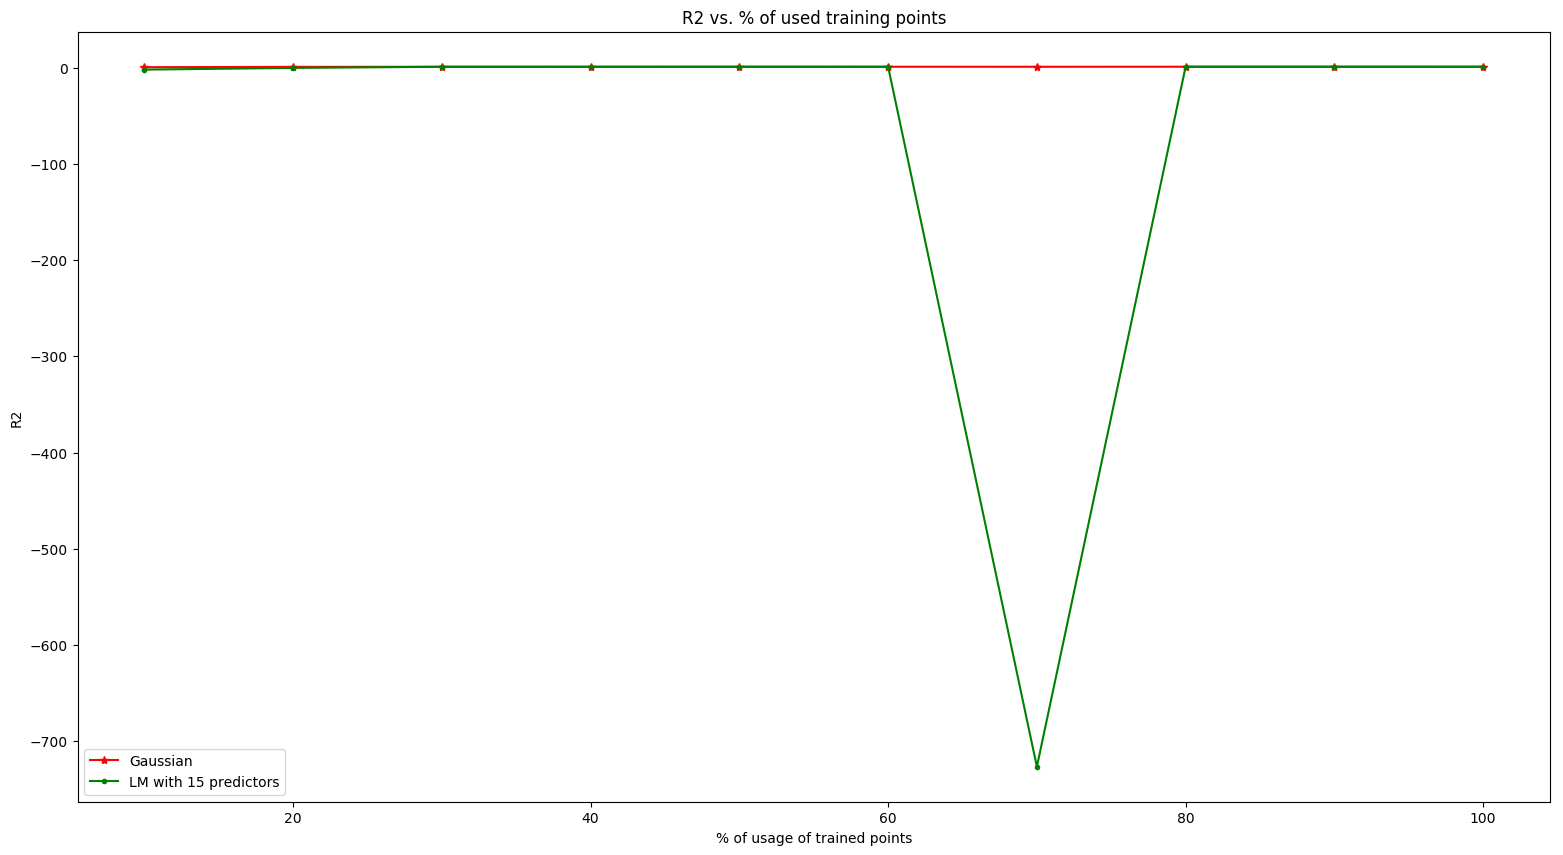 R2 vs. % of used training points
R2
0
−100
−200
−300
−400
−500
−600
−700
Gaussian
LM with 15 predictors
20 40 60 80 100
% of usage of trained points